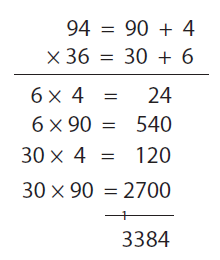 94 = 90 + 4
× 36 = 30 + 6
6 × 4 = 24
6 × 90 = 540
30 × 4 = 120
30 × 90 = 2700
1
3384